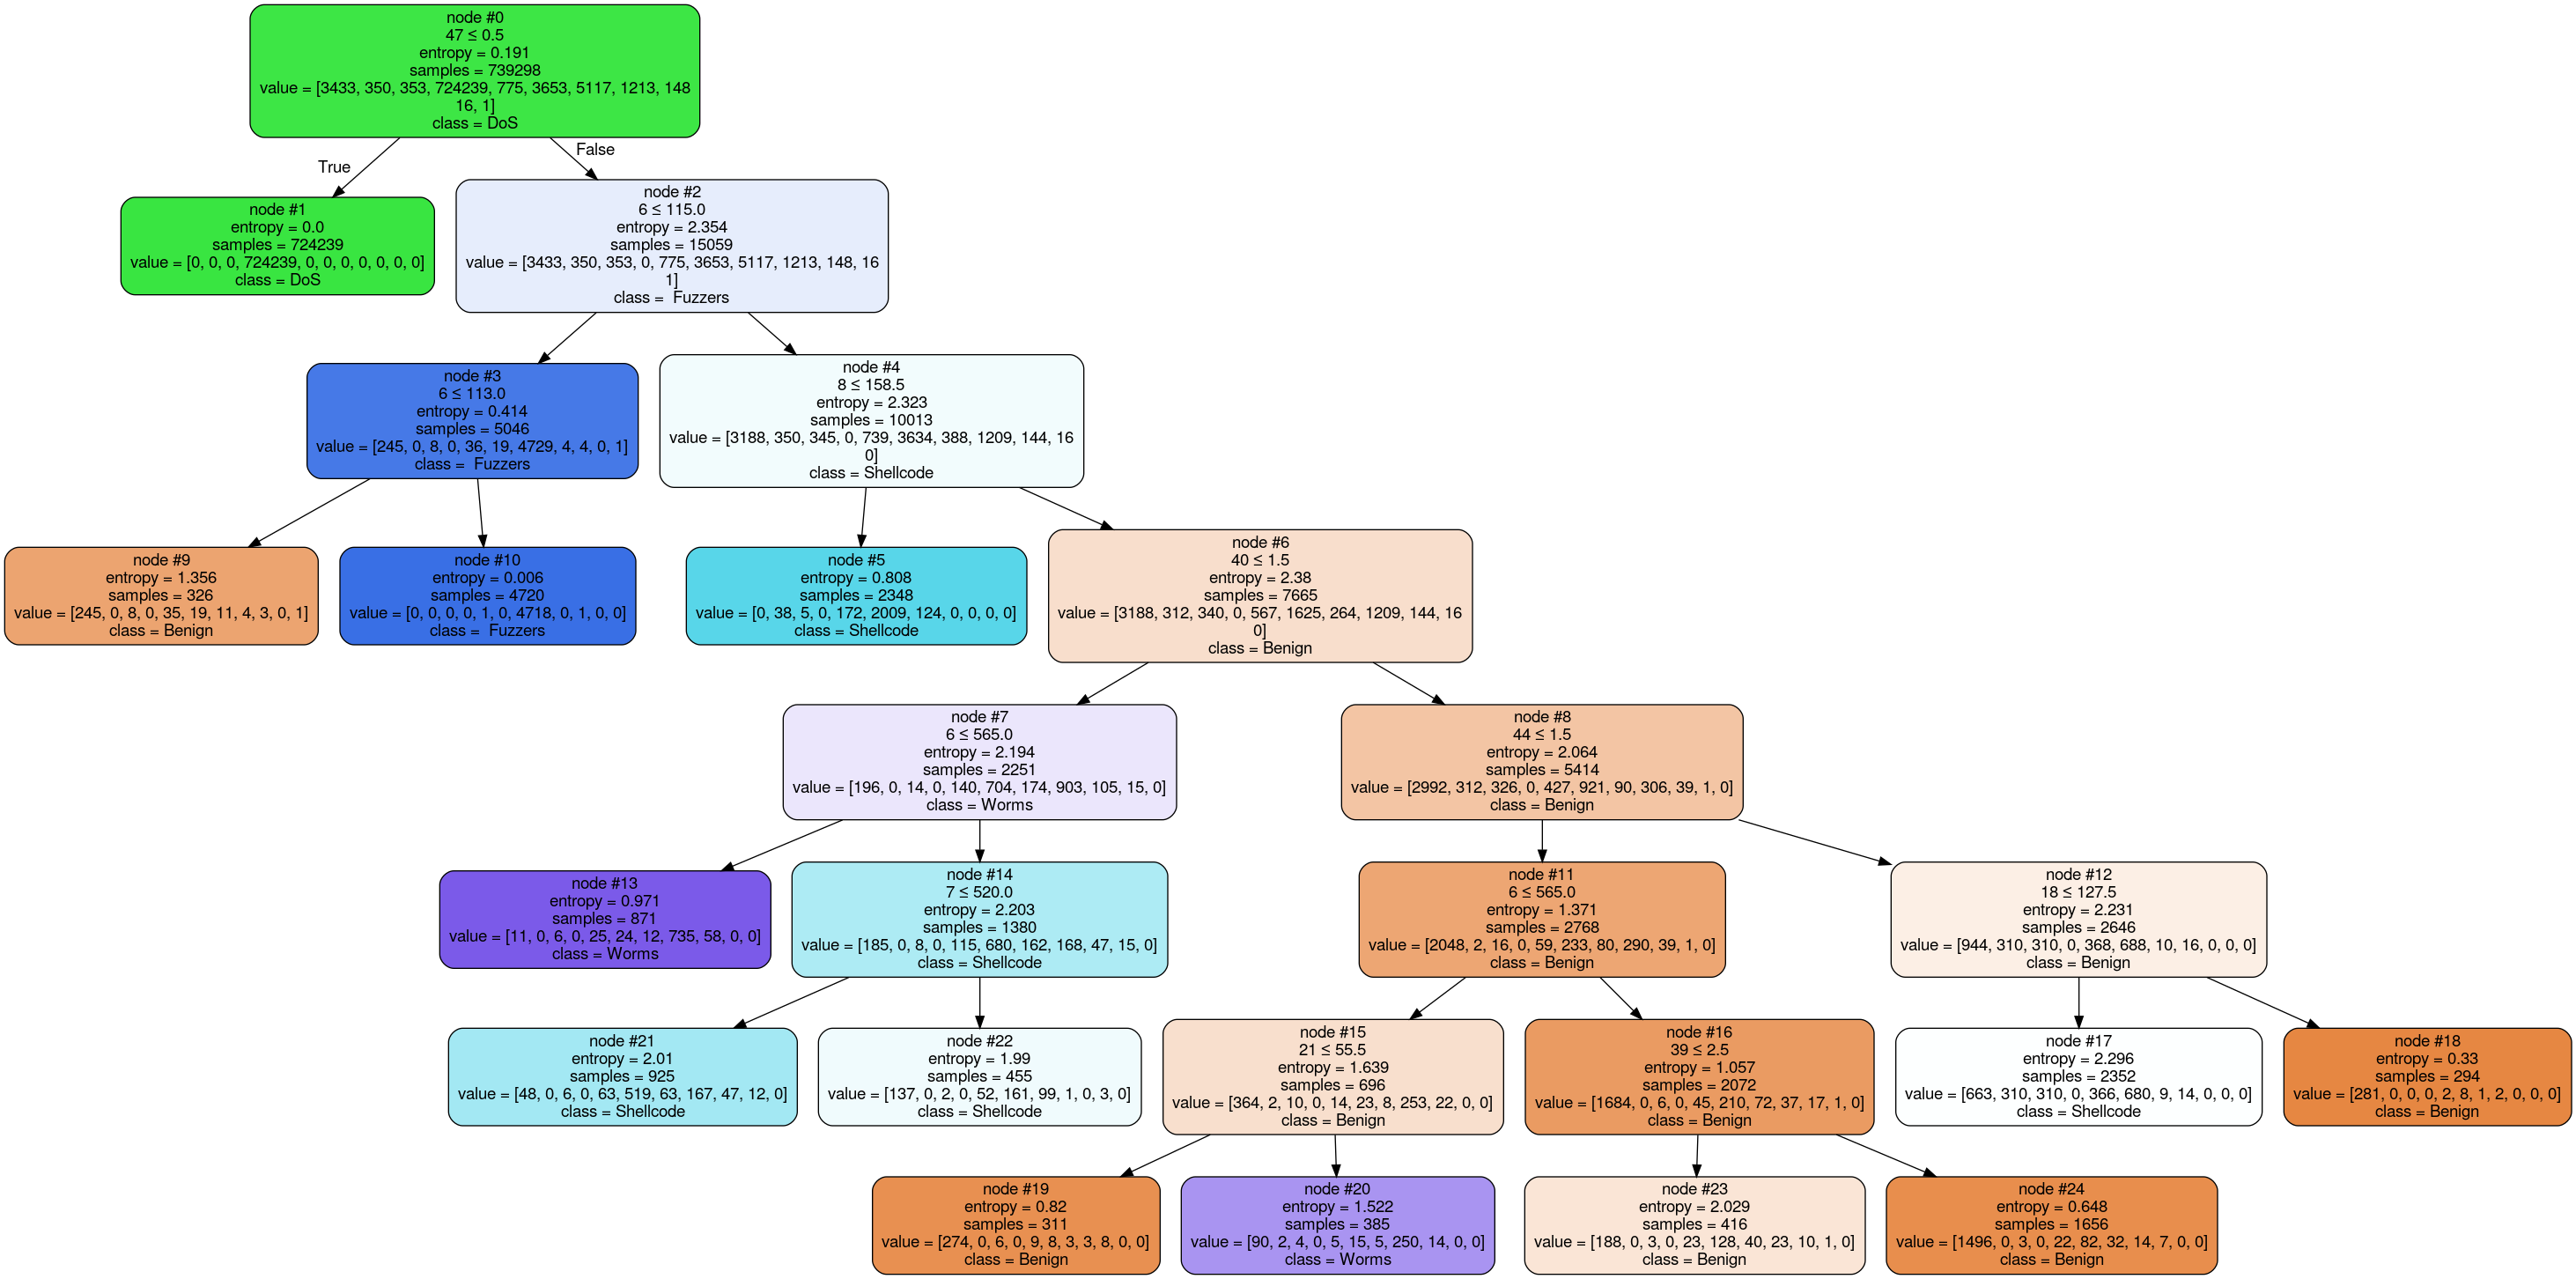 node #0
47 ≤ 0.5
entropy = 0.191
samples = 739298
value = [3433, 350, 353, 724239, 775, 3653, 5117, 1213, 148
16, 1]
class = DoS
True
False
node #1
entropy = 0.0
samples = 724239
value = [0, 0, 0, 724239, 0, 0, 0, 0, 0, 0, 0]
class = DoS
node #2
6 ≤ 115.0
entropy = 2.354
samples = 15059
value = [3433, 350, 353, 0, 775, 3653, 5117, 1213, 148, 16
1]
class =  Fuzzers
node #3
6 ≤ 113.0
entropy = 0.414
samples = 5046
value = [245, 0, 8, 0, 36, 19, 4729, 4, 4, 0, 1]
class =  Fuzzers
node #4
8 ≤ 158.5
entropy = 2.323
samples = 10013
value = [3188, 350, 345, 0, 739, 3634, 388, 1209, 144, 16
0]
class = Shellcode
node #9
entropy = 1.356
samples = 326
value = [245, 0, 8, 0, 35, 19, 11, 4, 3, 0, 1]
class = Benign
node #10
entropy = 0.006
samples = 4720
value = [0, 0, 0, 0, 1, 0, 4718, 0, 1, 0, 0]
class =  Fuzzers
node #5
entropy = 0.808
samples = 2348
value = [0, 38, 5, 0, 172, 2009, 124, 0, 0, 0, 0]
class = Shellcode
node #6
40 ≤ 1.5
entropy = 2.38
samples = 7665
value = [3188, 312, 340, 0, 567, 1625, 264, 1209, 144, 16
0]
class = Benign
node #7
6 ≤ 565.0
entropy = 2.194
samples = 2251
value = [196, 0, 14, 0, 140, 704, 174, 903, 105, 15, 0]
class = Worms
node #8
44 ≤ 1.5
entropy = 2.064
samples = 5414
value = [2992, 312, 326, 0, 427, 921, 90, 306, 39, 1, 0]
class = Benign
node #13
entropy = 0.971
samples = 871
value = [11, 0, 6, 0, 25, 24, 12, 735, 58, 0, 0]
class = Worms
node #14
7 ≤ 520.0
entropy = 2.203
samples = 1380
value = [185, 0, 8, 0, 115, 680, 162, 168, 47, 15, 0]
class = Shellcode
node #11
6 ≤ 565.0
entropy = 1.371
samples = 2768
value = [2048, 2, 16, 0, 59, 233, 80, 290, 39, 1, 0]
class = Benign
node #12
18 ≤ 127.5
entropy = 2.231
samples = 2646
value = [944, 310, 310, 0, 368, 688, 10, 16, 0, 0, 0]
class = Benign
node #21
entropy = 2.01
samples = 925
value = [48, 0, 6, 0, 63, 519, 63, 167, 47, 12, 0]
class = Shellcode
node #22
entropy = 1.99
samples = 455
value = [137, 0, 2, 0, 52, 161, 99, 1, 0, 3, 0]
class = Shellcode
node #15
21 ≤ 55.5
entropy = 1.639
samples = 696
value = [364, 2, 10, 0, 14, 23, 8, 253, 22, 0, 0]
class = Benign
node #16
39 ≤ 2.5
entropy = 1.057
samples = 2072
value = [1684, 0, 6, 0, 45, 210, 72, 37, 17, 1, 0]
class = Benign
node #17
entropy = 2.296
samples = 2352
value = [663, 310, 310, 0, 366, 680, 9, 14, 0, 0, 0]
class = Shellcode
node #18
entropy = 0.33
samples = 294
value = [281, 0, 0, 0, 2, 8, 1, 2, 0, 0, 0]
class = Benign
node #19
entropy = 0.82
samples = 311
value = [274, 0, 6, 0, 9, 8, 3, 3, 8, 0, 0]
class = Benign
node #20
entropy = 1.522
samples = 385
value = [90, 2, 4, 0, 5, 15, 5, 250, 14, 0, 0]
class = Worms
node #23
entropy = 2.029
samples = 416
value = [188, 0, 3, 0, 23, 128, 40, 23, 10, 1, 0]
class = Benign
node #24
entropy = 0.648
samples = 1656
value = [1496, 0, 3, 0, 22, 82, 32, 14, 7, 0, 0]
class = Benign